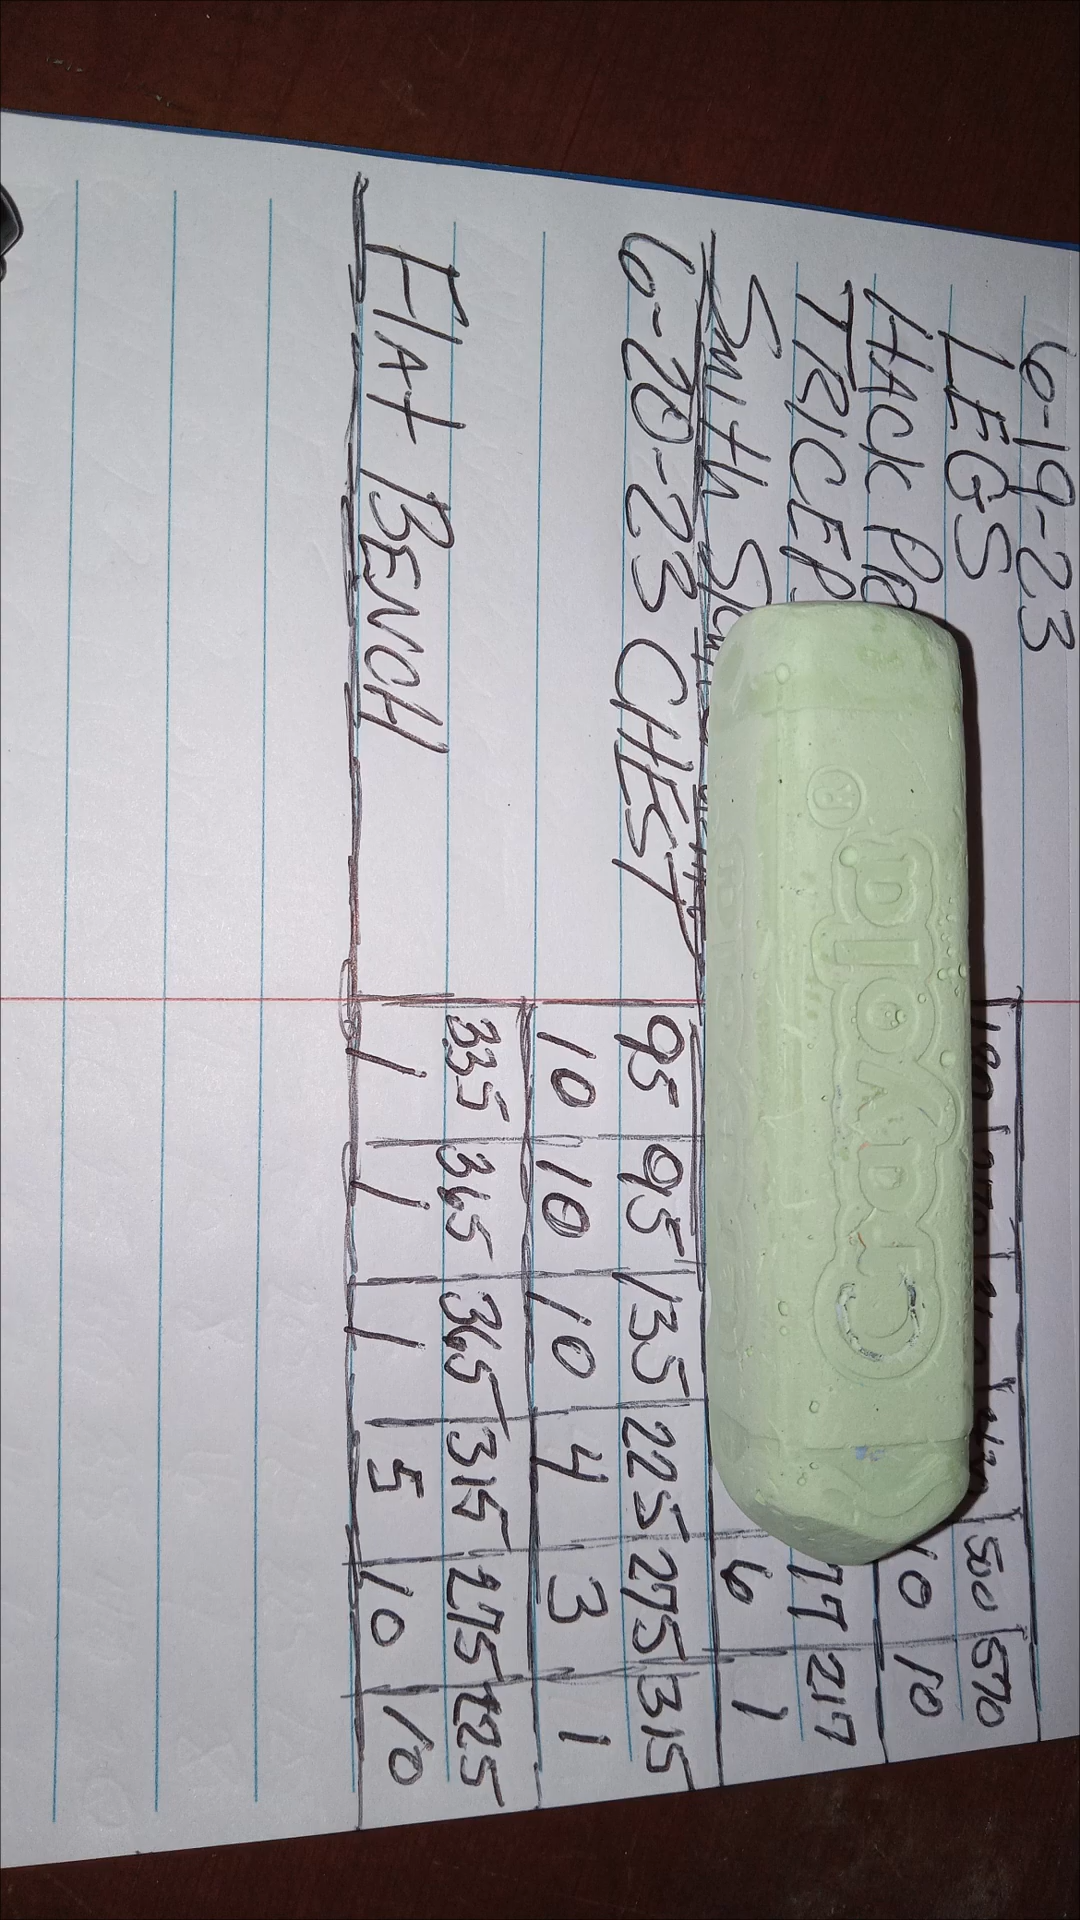 6-19-23
LEGS
500 570
HACK
10 10
TRICEP
77 217
Smith
6 1
6-20-23 CHEST
95 95 135 225 275 315
10 10 10 4 3 1
FlAt BENCH
335 365 365 315 275 225
1 1 1 5 10 10
Crayola®